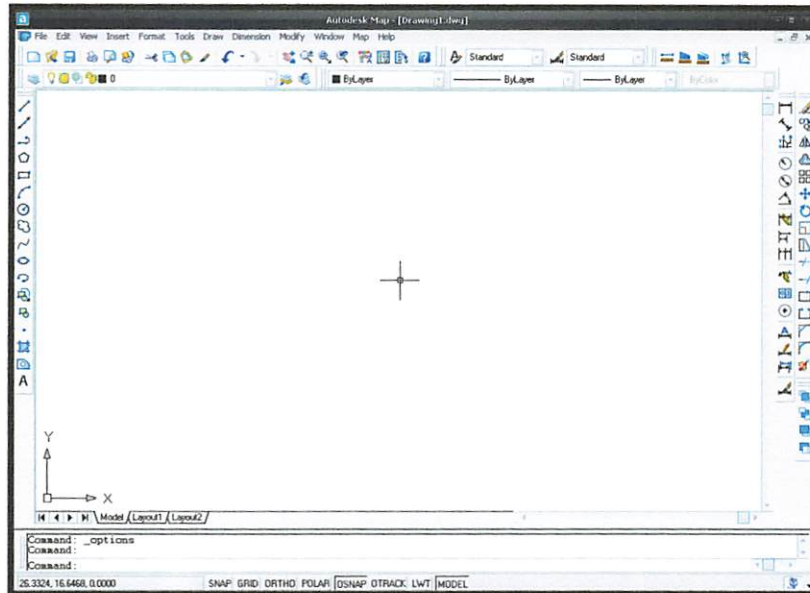 Autodesk Map - [Drawing1.dwg]
File Edit View Insert Format Tools Draw Dimension Modify Window Map Help
Standard Standard
0 ByLayer ByLayer ByLayer ByColor
A
Y
X
Model Layout1 Layout2
Command: _options
Command:
Command:
26.3324, 16.6468, 0.0000 SNAP GRID ORTHO POLAR OSNAP OTRACK LWT MODEL